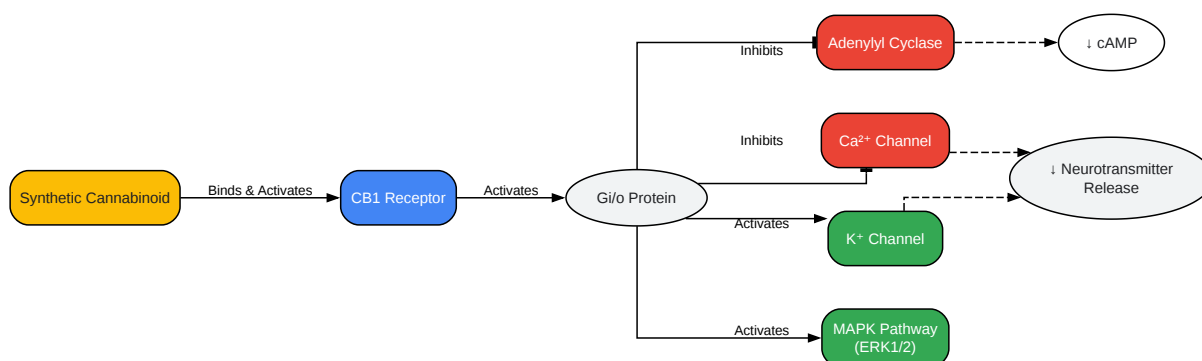 Synthetic Cannabinoid
Binds & Activates
CB1 Receptor
Activates
Gi/o Protein
Inhibits
Adenylyl Cyclase
↓ cAMP
Inhibits
Ca²⁺ Channel
↓ Neurotransmitter
Release
Activates
K⁺ Channel
Activates
MAPK Pathway
(ERK1/2)